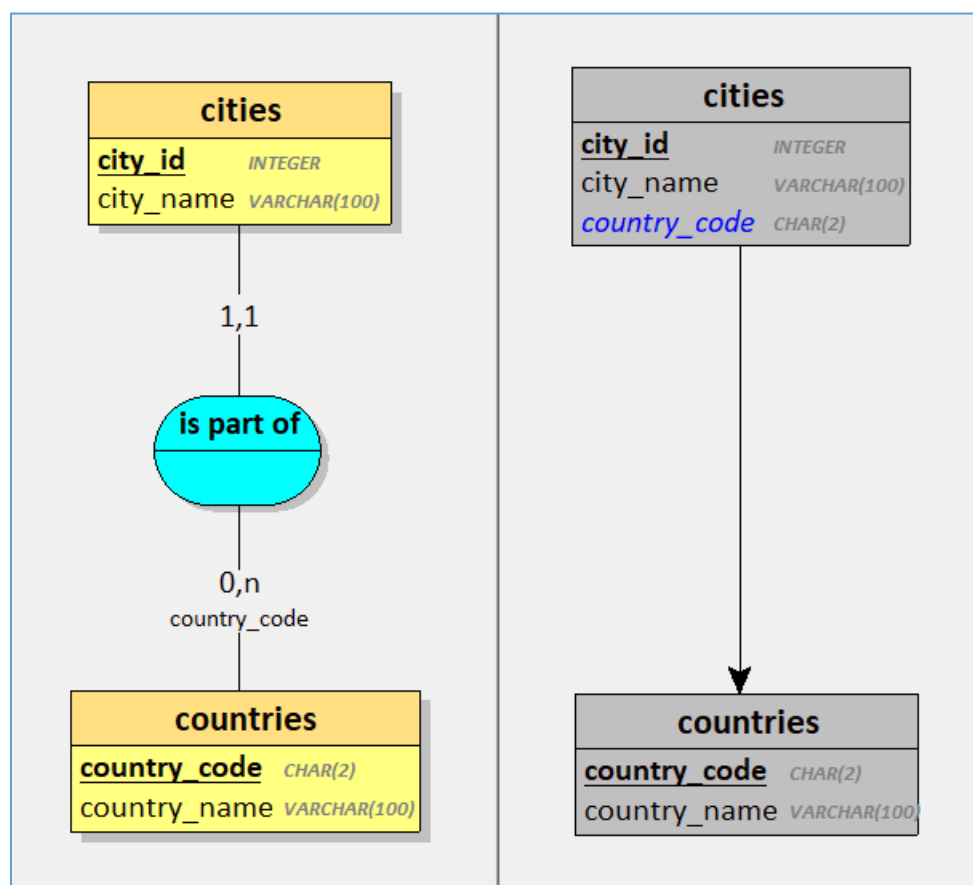 cities
city_id INTEGER
city_name VARCHAR(100)
1,1
is part of
0,n
country_code
countries
country_code CHAR(2)
country_name VARCHAR(100)
cities
city_id INTEGER
city_name VARCHAR(100)
country_code CHAR(2)
countries
country_code CHAR(2)
country_name VARCHAR(100)